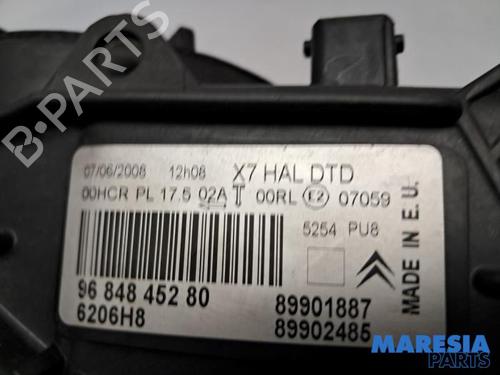 B-PARTS
07/06/2008 12h08 X7 HAL DTD
00HCR PL 17.5 02A T 00RL E2 07059
5254 PU8
MADE IN E.U.
96 848 452 80
6206H8
89901887
89902485
MARESIA
PARTS